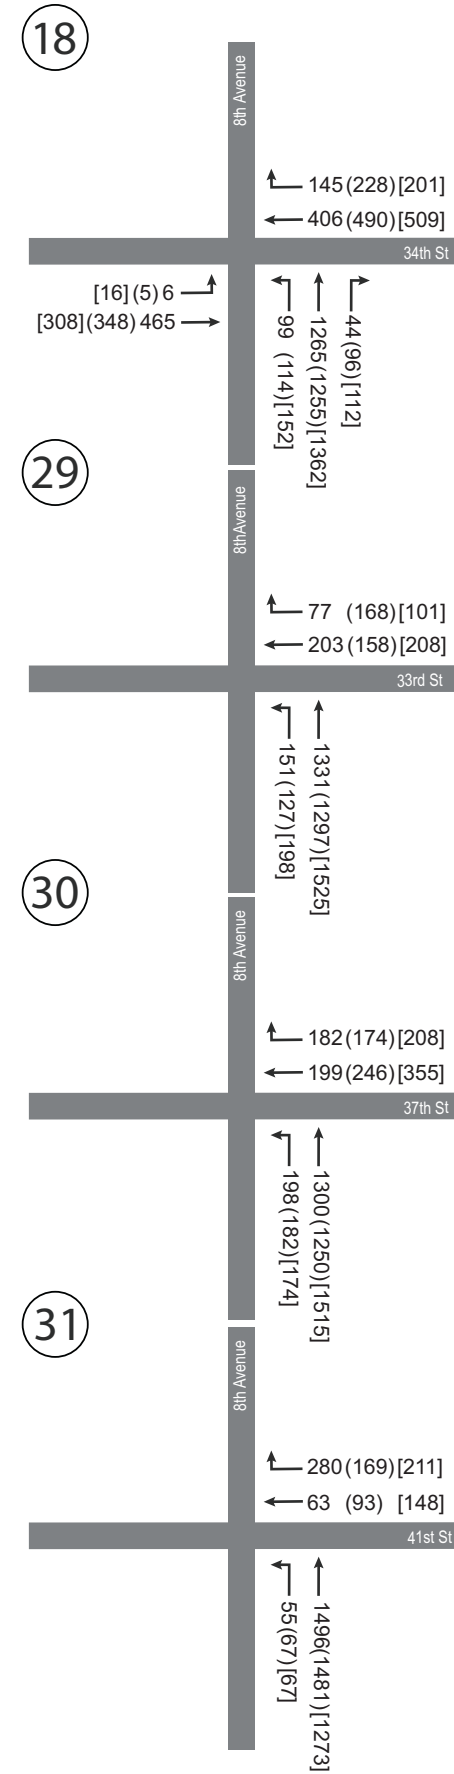 18
8th Avenue
145 (228) [201]
406 (490) [509]
34th St
[16] (5) 6
[308] (348) 465
99 (114) [152]
1265 (1255) [1362]
44 (96) [112]
29
8thAvenue
77 (168) [101]
203 (158) [208]
33rd St
151 (127) [198]
1331 (1297) [1525]
30
8th Avenue
182 (174) [208]
199 (246) [355]
37th St
198 (182) [174]
1300 (1250) [1515]
31
8th Avenue
280 (169) [211]
63 (93) [148]
41st St
55 (67) [67]
1496 (1481) [1273]